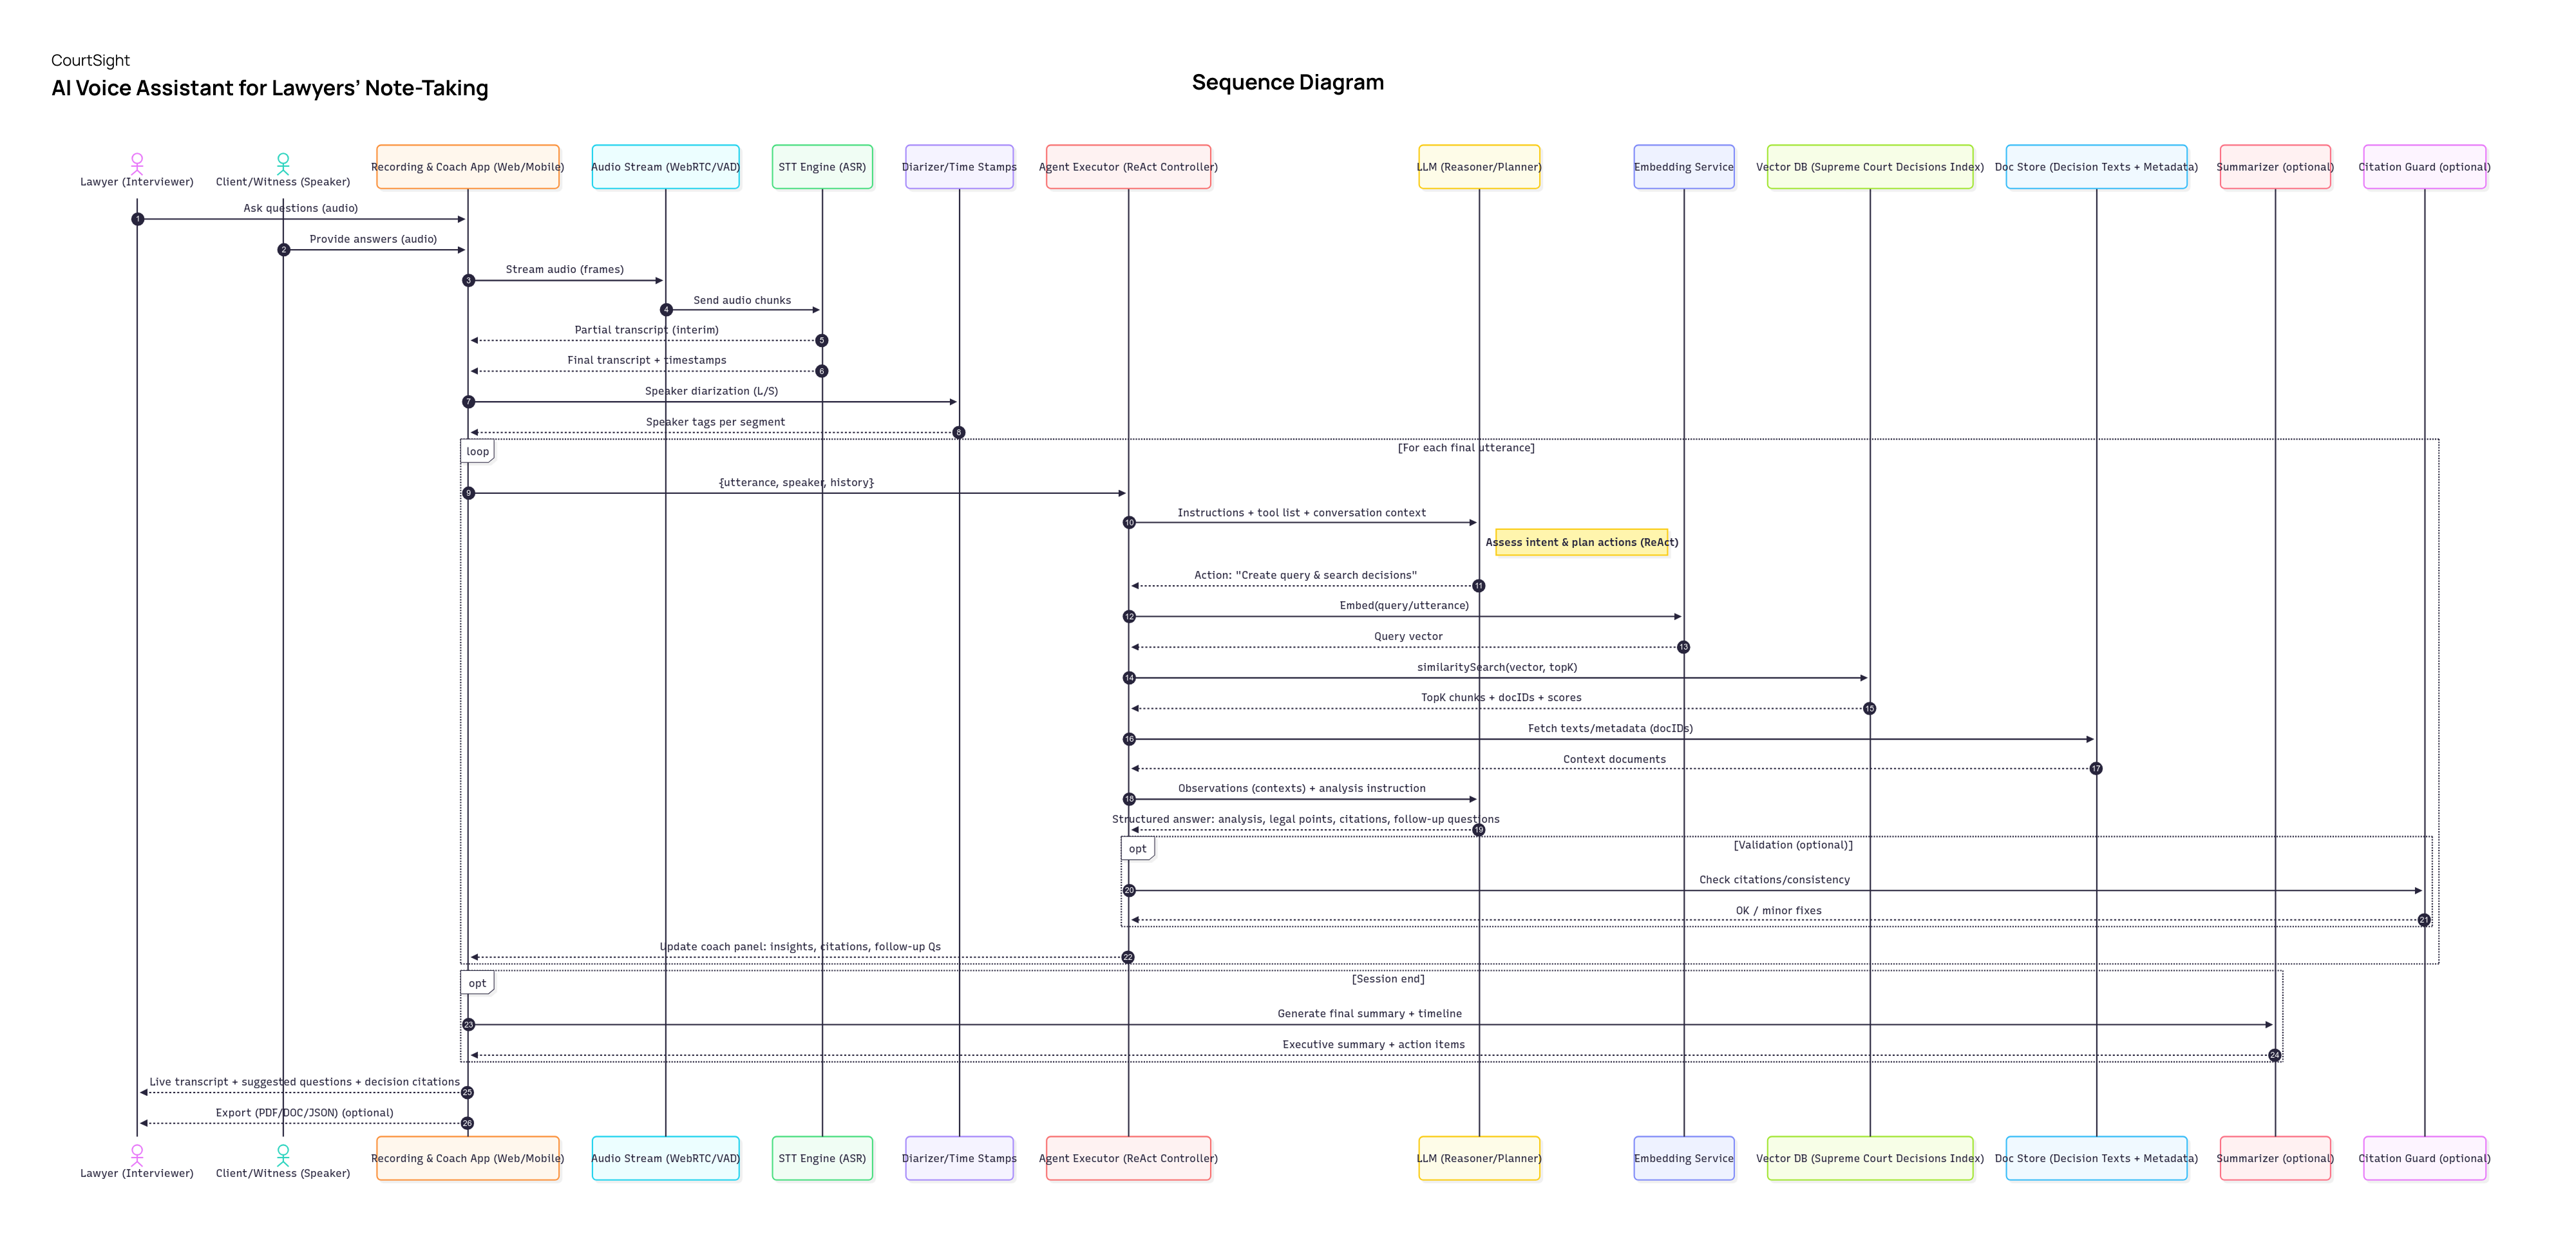 CourtSight
AI Voice Assistant for Lawyers’ Note-Taking
Sequence Diagram
Lawyer (Interviewer)
Client/Witness (Speaker)
Recording & Coach App (Web/Mobile)
Audio Stream (WebRTC/VAD)
STT Engine (ASR)
Diarizer/Time Stamps
Agent Executor (ReAct Controller)
LLM (Reasoner/Planner)
Embedding Service
Vector DB (Supreme Court Decisions Index)
Doc Store (Decision Texts + Metadata)
Summarizer (optional)
Citation Guard (optional)
Ask questions (audio)
1
Provide answers (audio)
2
Stream audio (frames)
3
Send audio chunks
4
Partial transcript (interim)
5
Final transcript + timestamps
6
Speaker diarization (L/S)
7
Speaker tags per segment
8
loop
[For each final utterance]
{utterance, speaker, history}
9
Instructions + tool list + conversation context
10
Assess intent & plan actions (ReAct)
Action: "Create query & search decisions"
11
Embed(query/utterance)
12
Query vector
13
similaritySearch(vector, topK)
14
TopK chunks + docIDs + scores
15
Fetch texts/metadata (docIDs)
16
Context documents
17
Observations (contexts) + analysis instruction
18
Structured answer: analysis, legal points, citations, follow-up questions
19
opt
[Validation (optional)]
Check citations/consistency
20
OK / minor fixes
21
Update coach panel: insights, citations, follow-up Qs
22
opt
[Session end]
Generate final summary + timeline
23
Executive summary + action items
24
Live transcript + suggested questions + decision citations
25
Export (PDF/DOC/JSON) (optional)
26
Lawyer (Interviewer)
Client/Witness (Speaker)
Recording & Coach App (Web/Mobile)
Audio Stream (WebRTC/VAD)
STT Engine (ASR)
Diarizer/Time Stamps
Agent Executor (ReAct Controller)
LLM (Reasoner/Planner)
Embedding Service
Vector DB (Supreme Court Decisions Index)
Doc Store (Decision Texts + Metadata)
Summarizer (optional)
Citation Guard (optional)